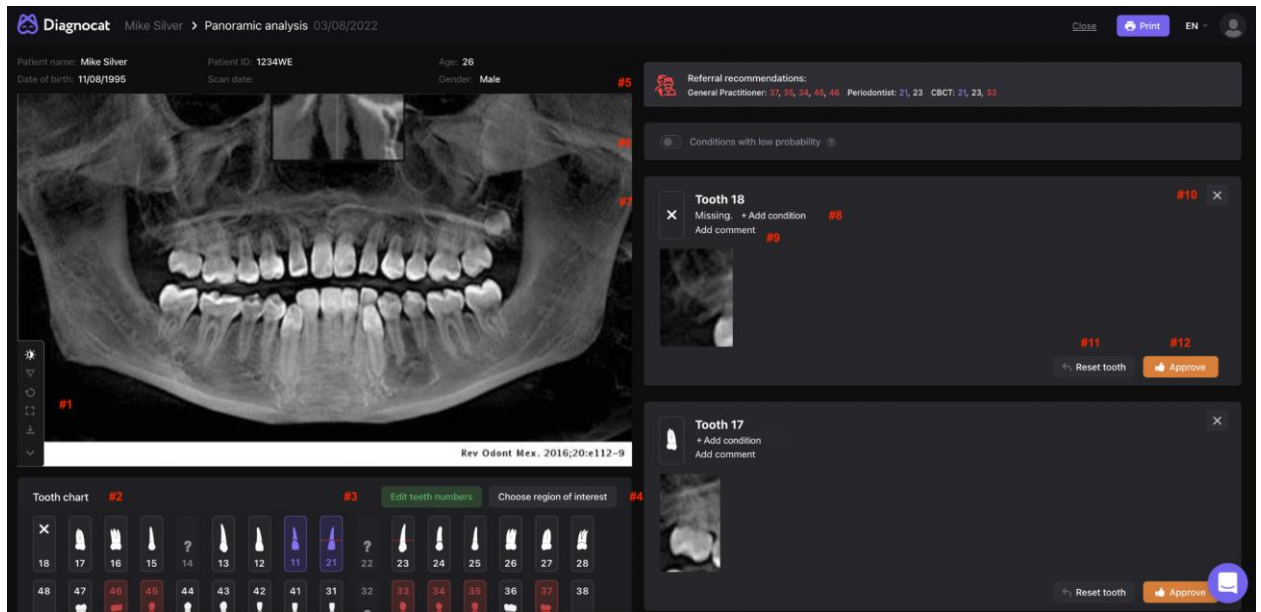 Diagnocat Mike Silver > Panoramic analysis 03/08/2022 Close Print EN
Patient name: Mike Silver Patient ID: 1234WE Age: 26
Date of birth: 11/08/1995 Scan date: Gender: Male #5
#6
#7
#1
Rev Odont Mex. 2016;20:e112-9
Tooth chart #2 #3 Edit teeth numbers Choose region of interest #4
18 17 16 15 ? 14 13 12 11 21 ? 22 23 24 25 26 27 28
48 47 46 45 44 43 42 41 31 32 33 34 35 36 37 38
Referral recommendations:
General Practitioner: 37, 35, 34, 45, 46 Periodontist: 21, 23 CBCT: 21, 23, 33
Conditions with low probability ?
Tooth 18 #10
Missing. + Add condition #8
Add comment #9
#11 #12
Reset tooth Approve
Tooth 17
+ Add condition
Add comment
Reset tooth Approve